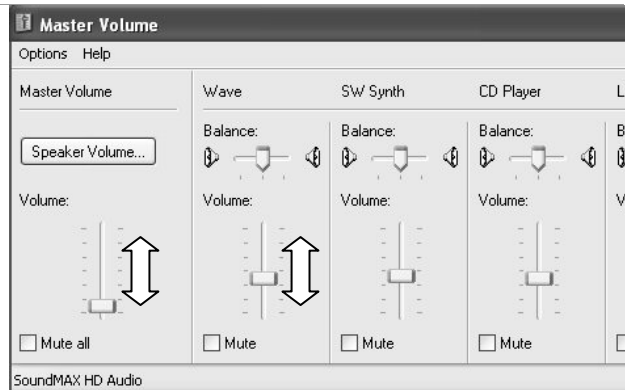 Master Volume
Options Help
Master Volume Wave SW Synth CD Player L
Balance: Balance: Balance: B
Speaker Volume...
Volume: Volume: Volume: Volume: V
Mute all Mute Mute Mute
SoundMAX HD Audio